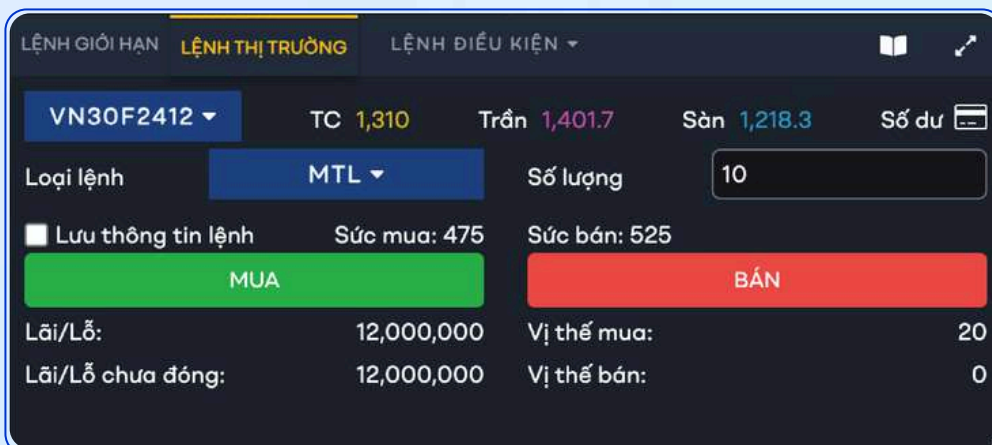 LỆNH GIỚI HẠN LỆNH THỊ TRƯỜNG LỆNH ĐIỀU KIỆN
VN30F2412 TC 1,310 Trần 1,401.7 Sàn 1,218.3 Số dư
Loại lệnh MTL Số lượng 10
Lưu thông tin lệnh Sức mua: 475 Sức bán: 525
MUA BÁN
Lãi/Lỗ: 12,000,000 Vị thế mua: 20
Lãi/Lỗ chưa đóng: 12,000,000 Vị thế bán: 0